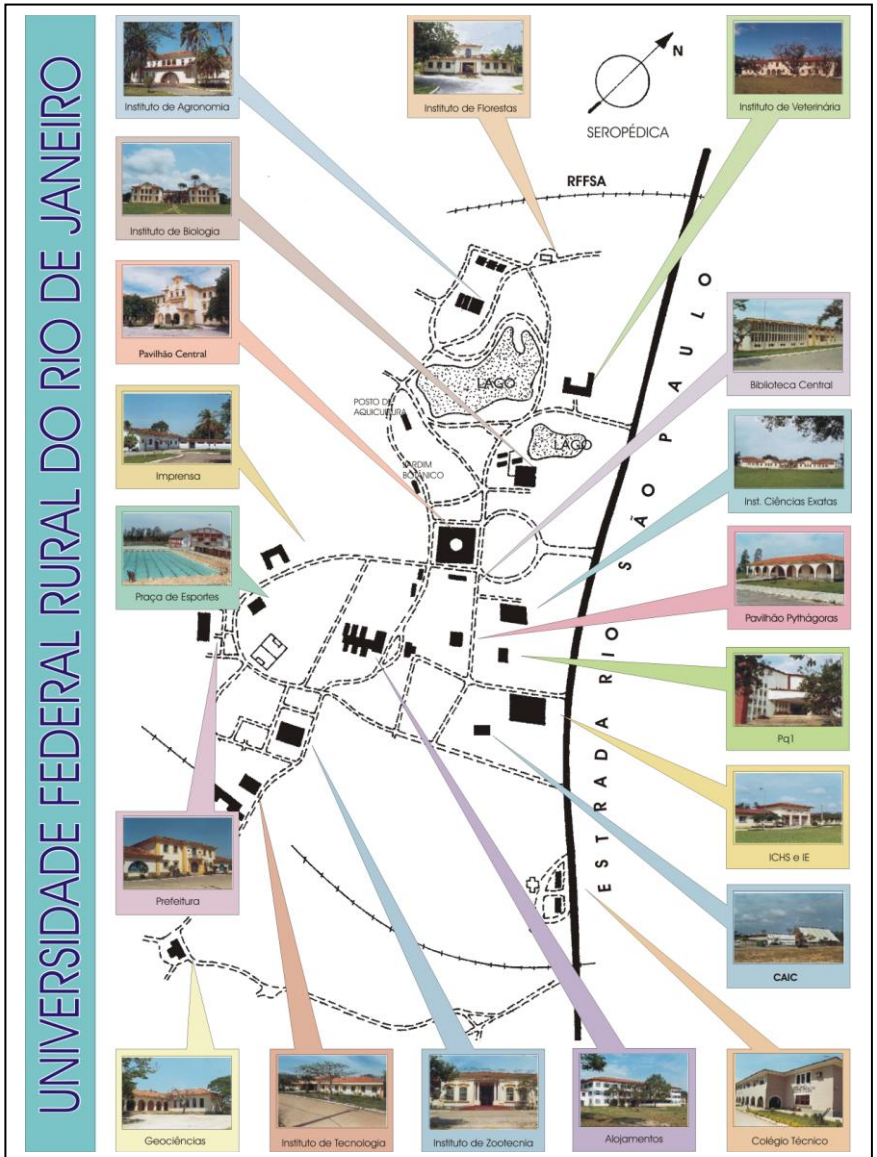 UNIVERSIDADE FEDERAL RURAL DO RIO DE JANEIRO
Instituto de Agronomia
Instituto de Florestas
N
SEROPÉDICA
Instituto de Veterinária
RFFSA
Instituto de Biologia
Pavilhão Central
LAGO
POSTO DE
AQUICULTURA
LAGO
JARDIM
BOTÂNICO
Biblioteca Central
Imprensa
Inst. Ciências Exatas
Praça de Esportes
Pavilhão Pythágoras
ESTRADA RIO SÃO PAULO
Pq1
ICHS e IE
Prefeitura
CAIC
Geociências
Instituto de Tecnologia
Instituto de Zootecnia
Alojamentos
Colégio Técnico